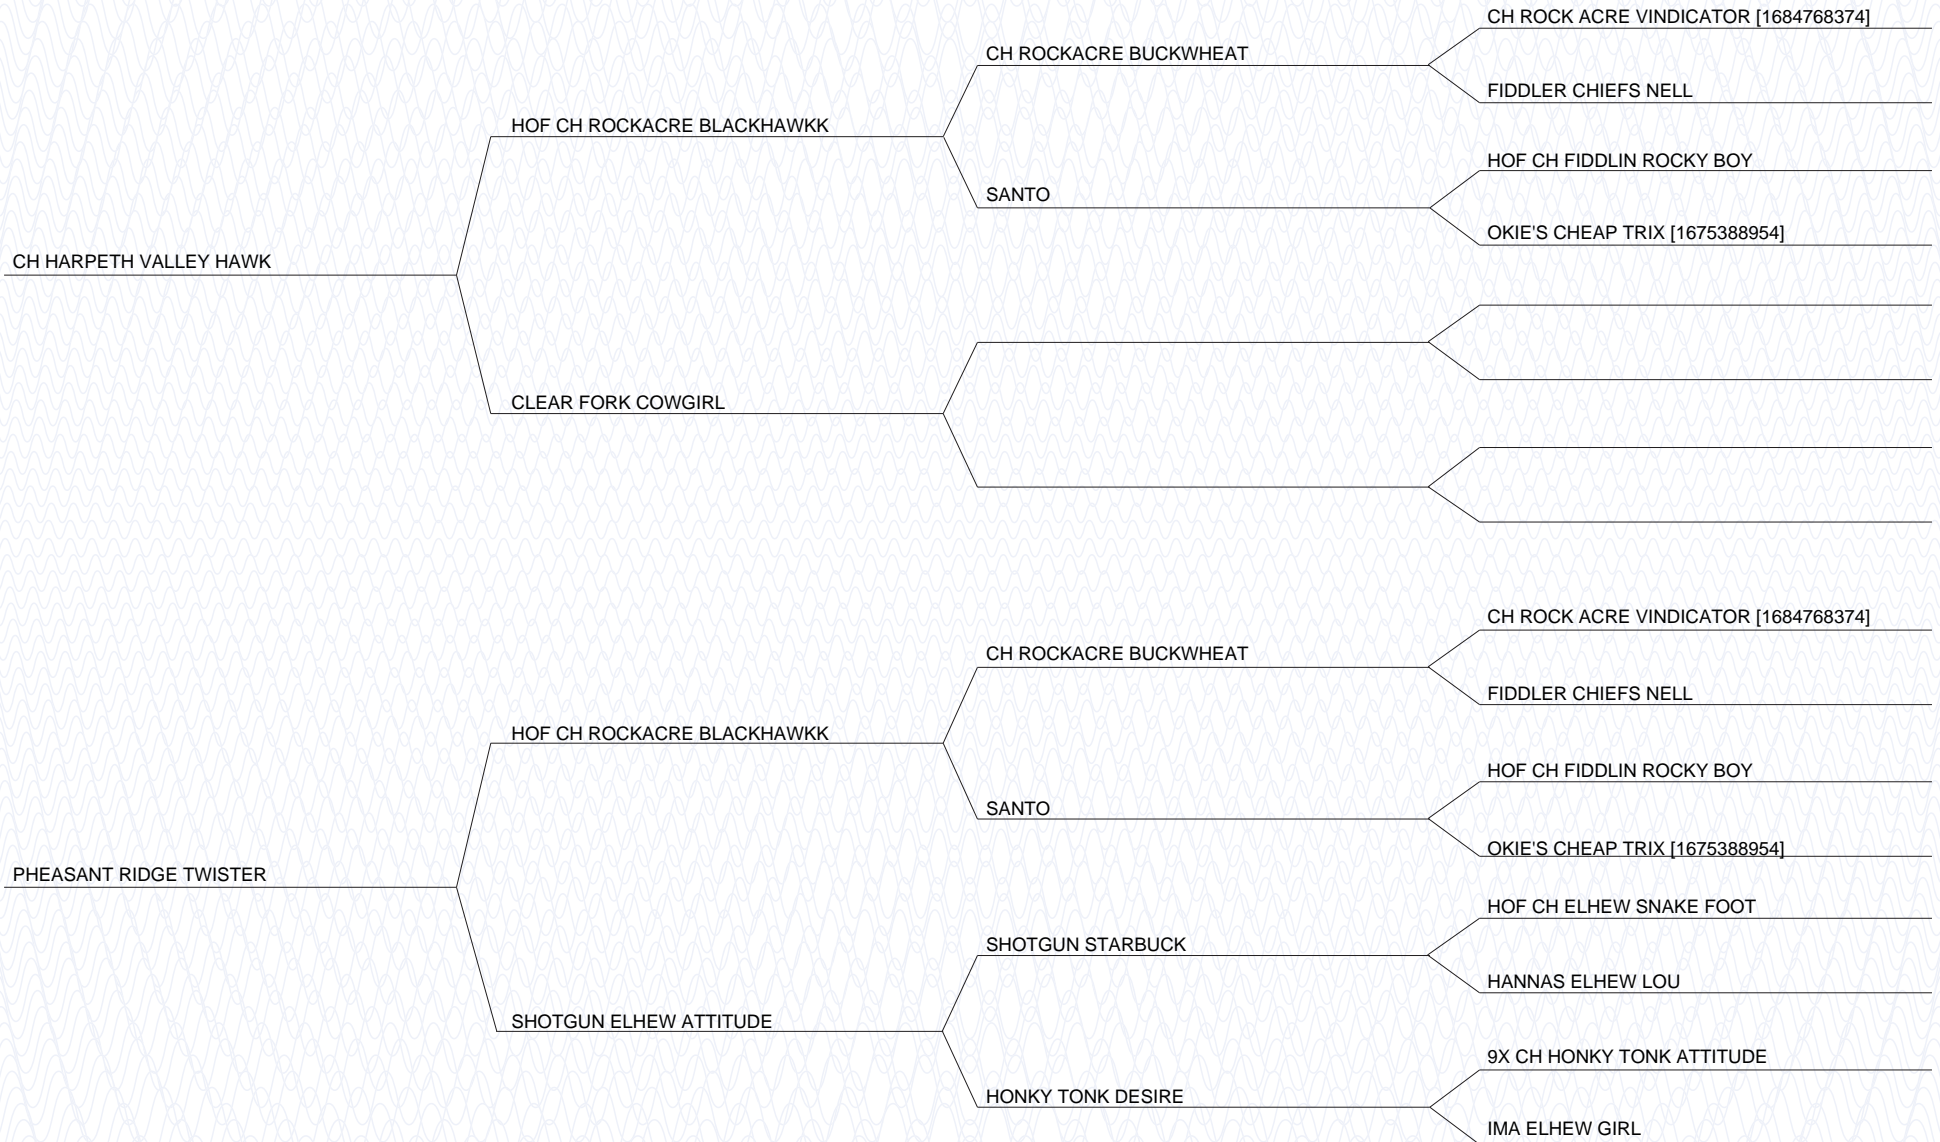 CH ROCK ACRE VINDICATOR [1684768374]
CH ROCKACRE BUCKWHEAT
FIDDLER CHIEFS NELL
HOF CH ROCKACRE BLACKHAWKK
HOF CH FIDDLIN ROCKY BOY
SANTO
OKIE'S CHEAP TRIX [1675388954]
CH HARPETH VALLEY HAWK
CLEAR FORK COWGIRL
CH ROCK ACRE VINDICATOR [1684768374]
CH ROCKACRE BUCKWHEAT
FIDDLER CHIEFS NELL
HOF CH ROCKACRE BLACKHAWKK
HOF CH FIDDLIN ROCKY BOY
SANTO
OKIE'S CHEAP TRIX [1675388954]
PHEASANT RIDGE TWISTER
HOF CH ELHEW SNAKE FOOT
SHOTGUN STARBUCK
HANNAS ELHEW LOU
SHOTGUN ELHEW ATTITUDE
9X CH HONKY TONK ATTITUDE
HONKY TONK DESIRE
IMA ELHEW GIRL